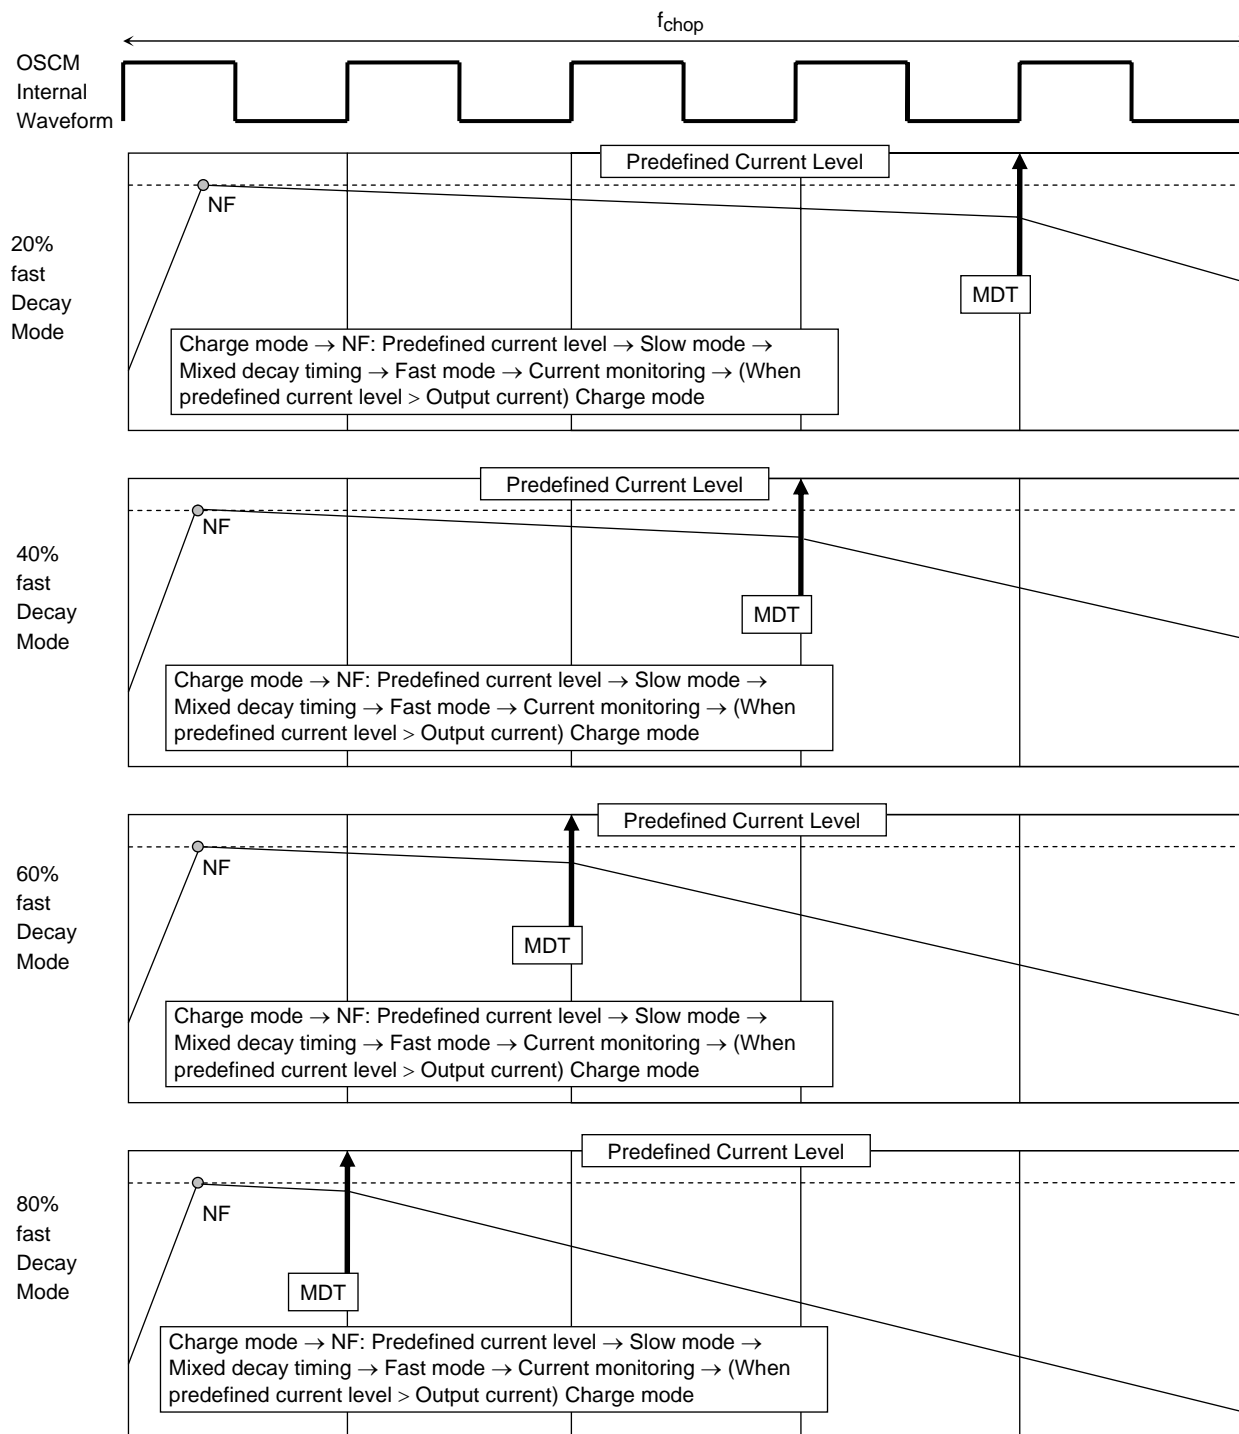 fchop
OSCM
Internal
Waveform
Predefined Current Level
NF
20%
fast
Decay
Mode
MDT
Charge mode → NF: Predefined current level → Slow mode →
Mixed decay timing → Fast mode → Current monitoring → (When
predefined current level > Output current) Charge mode
Predefined Current Level
NF
40%
fast
Decay
Mode
MDT
Charge mode → NF: Predefined current level → Slow mode →
Mixed decay timing → Fast mode → Current monitoring → (When
predefined current level > Output current) Charge mode
Predefined Current Level
NF
60%
fast
Decay
Mode
MDT
Charge mode → NF: Predefined current level → Slow mode →
Mixed decay timing → Fast mode → Current monitoring → (When
predefined current level > Output current) Charge mode
Predefined Current Level
NF
80%
fast
Decay
Mode
MDT
Charge mode → NF: Predefined current level → Slow mode →
Mixed decay timing → Fast mode → Current monitoring → (When
predefined current level > Output current) Charge mode